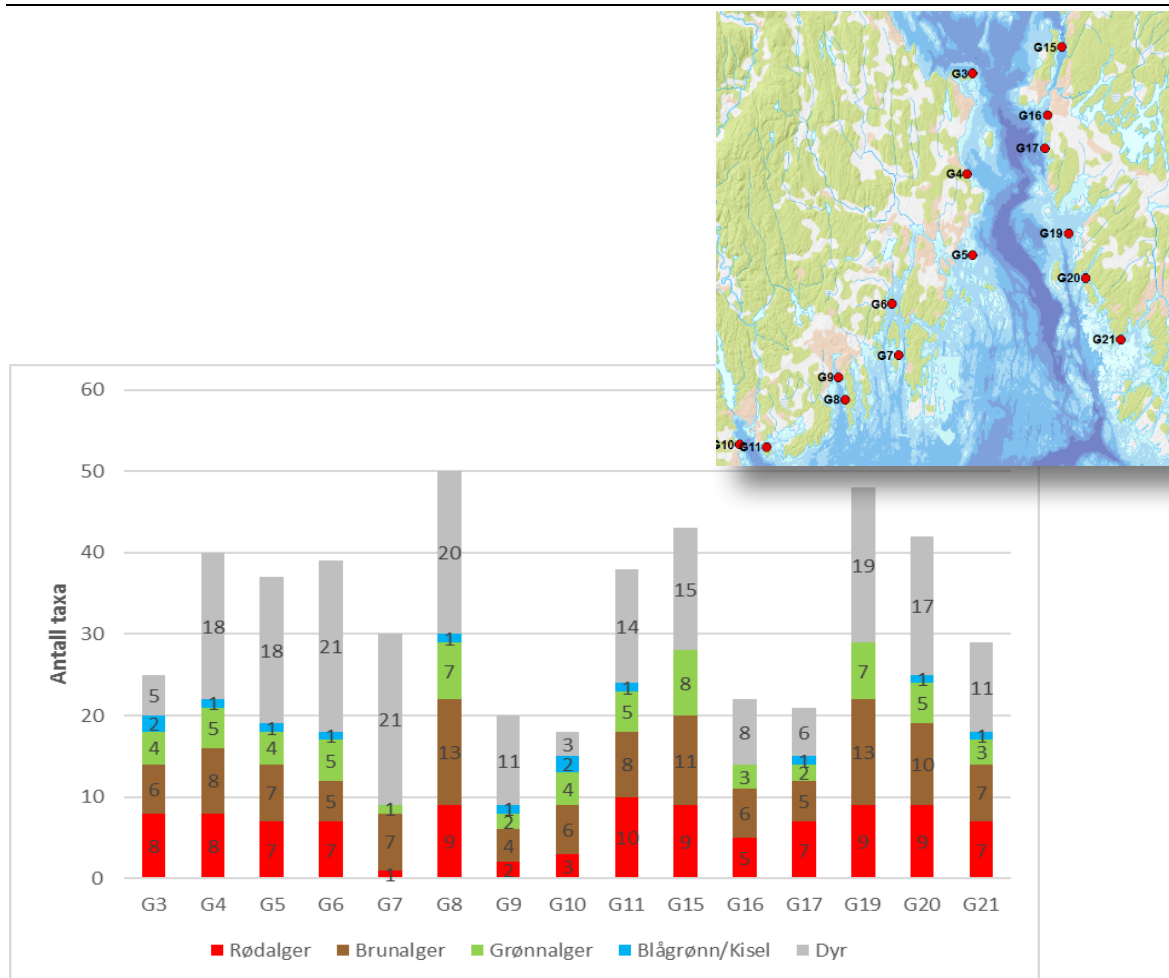 G15
G3
G16
G17
G4
G19
G5
G20
G6
G21
G7
G9
G8
G10 G11
Antall taxa
60
50
40
30
20
10
0
5 2 4 6 8
18 1 5 8 8
18 1 4 7 7
21 1 5 5 7
21 1 7 1
20 1 7 13 9
11 1 2 4 2
3 2 4 6 3
14 1 5 8 10
15 8 11 9
8 3 6 5
6 1 2 5 7
19 7 13 9
17 1 5 10 9
11 1 3 7 7
G3 G4 G5 G6 G7 G8 G9 G10 G11 G15 G16 G17 G19 G20 G21
Rødalger Brunalger Grønnalger Blågrønn/Kisel Dyr